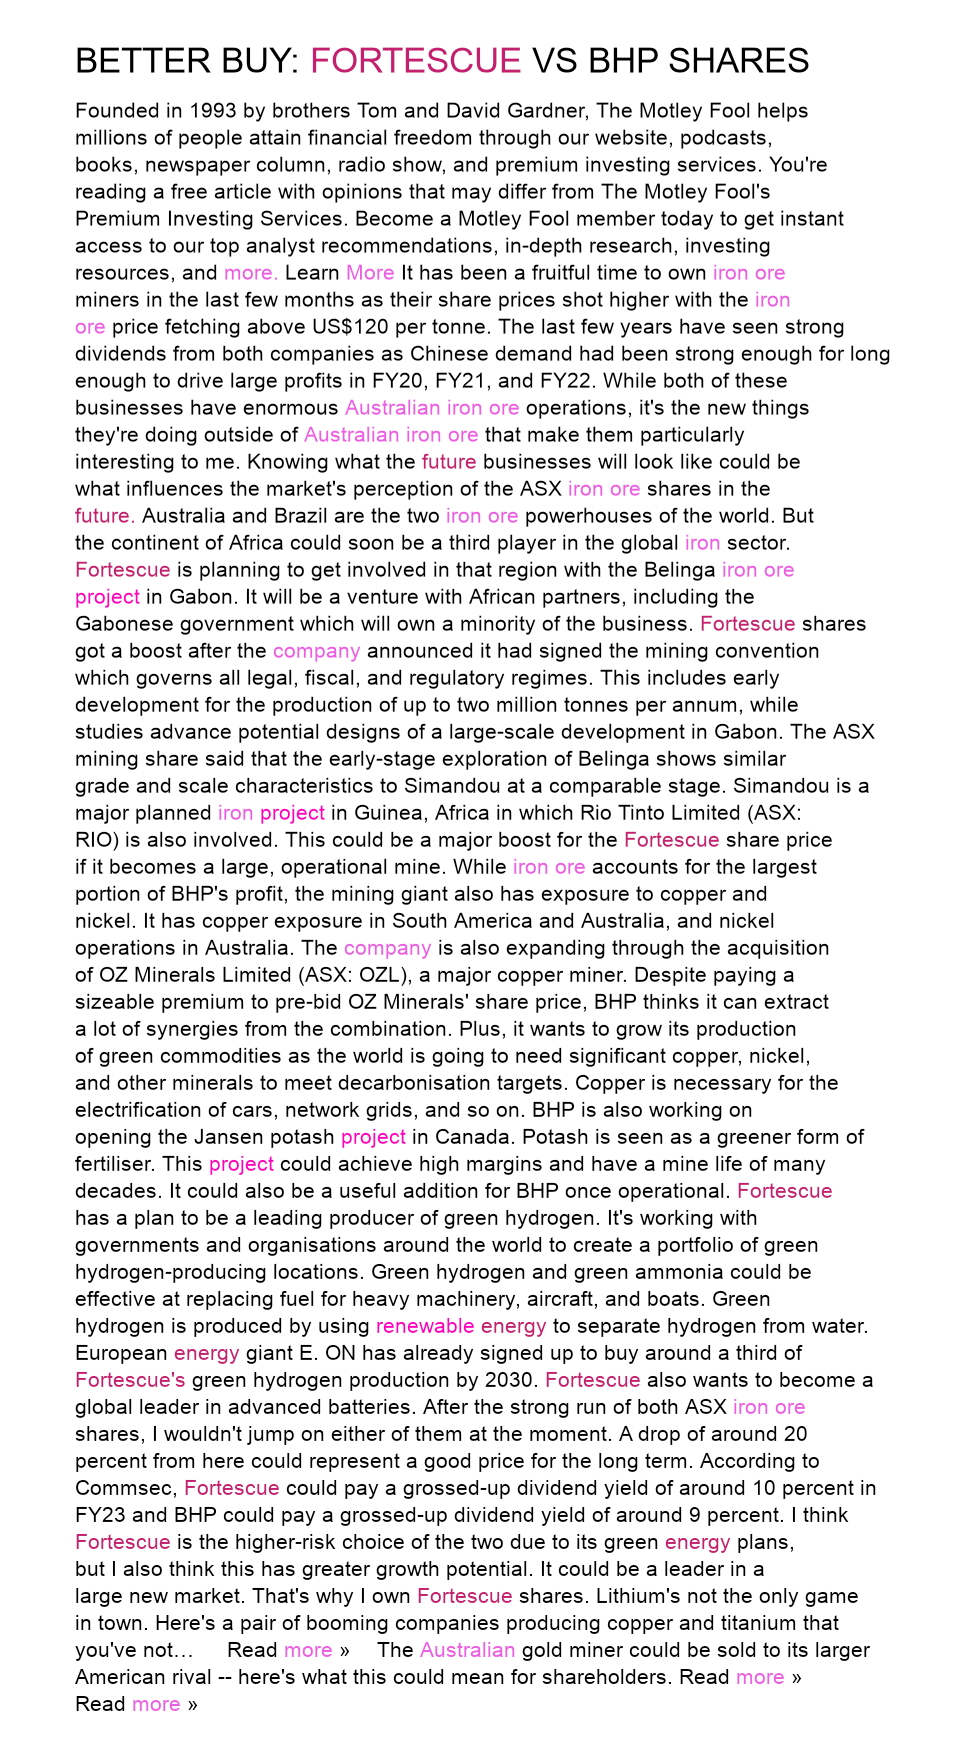 BETTER BUY: FORTESCUE VS BHP SHARES
Founded in 1993 by brothers Tom and David Gardner, The Motley Fool helps
millions of people attain financial freedom through our website, podcasts,
books, newspaper column, radio show, and premium investing services. You're
reading a free article with opinions that may differ from The Motley Fool's
Premium Investing Services. Become a Motley Fool member today to get instant
access to our top analyst recommendations, in-depth research, investing
resources, and more. Learn More It has been a fruitful time to own iron ore
miners in the last few months as their share prices shot higher with the iron
ore price fetching above US$120 per tonne. The last few years have seen strong
dividends from both companies as Chinese demand had been strong enough for long
enough to drive large profits in FY20, FY21, and FY22. While both of these
businesses have enormous Australian iron ore operations, it's the new things
they're doing outside of Australian iron ore that make them particularly
interesting to me. Knowing what the future businesses will look like could be
what influences the market's perception of the ASX iron ore shares in the
future. Australia and Brazil are the two iron ore powerhouses of the world. But
the continent of Africa could soon be a third player in the global iron sector.
Fortescue is planning to get involved in that region with the Belinga iron ore
project in Gabon. It will be a venture with African partners, including the
Gabonese government which will own a minority of the business. Fortescue shares
got a boost after the company announced it had signed the mining convention
which governs all legal, fiscal, and regulatory regimes. This includes early
development for the production of up to two million tonnes per annum, while
studies advance potential designs of a large-scale development in Gabon. The ASX
mining share said that the early-stage exploration of Belinga shows similar
grade and scale characteristics to Simandou at a comparable stage. Simandou is a
major planned iron project in Guinea, Africa in which Rio Tinto Limited (ASX:
RIO) is also involved. This could be a major boost for the Fortescue share price
if it becomes a large, operational mine. While iron ore accounts for the largest
portion of BHP's profit, the mining giant also has exposure to copper and
nickel. It has copper exposure in South America and Australia, and nickel
operations in Australia. The company is also expanding through the acquisition
of OZ Minerals Limited (ASX: OZL), a major copper miner. Despite paying a
sizeable premium to pre-bid OZ Minerals' share price, BHP thinks it can extract
a lot of synergies from the combination. Plus, it wants to grow its production
of green commodities as the world is going to need significant copper, nickel,
and other minerals to meet decarbonisation targets. Copper is necessary for the
electrification of cars, network grids, and so on. BHP is also working on
opening the Jansen potash project in Canada. Potash is seen as a greener form of
fertiliser. This project could achieve high margins and have a mine life of many
decades. It could also be a useful addition for BHP once operational. Fortescue
has a plan to be a leading producer of green hydrogen. It's working with
governments and organisations around the world to create a portfolio of green
hydrogen-producing locations. Green hydrogen and green ammonia could be
effective at replacing fuel for heavy machinery, aircraft, and boats. Green
hydrogen is produced by using renewable energy to separate hydrogen from water.
European energy giant E. ON has already signed up to buy around a third of
Fortescue's green hydrogen production by 2030. Fortescue also wants to become a
global leader in advanced batteries. After the strong run of both ASX iron ore
shares, I wouldn't jump on either of them at the moment. A drop of around 20
percent from here could represent a good price for the long term. According to
Commsec, Fortescue could pay a grossed-up dividend yield of around 10 percent in
FY23 and BHP could pay a grossed-up dividend yield of around 9 percent. I think
Fortescue is the higher-risk choice of the two due to its green energy plans,
but I also think this has greater growth potential. It could be a leader in a
large new market. That's why I own Fortescue shares. Lithium's not the only game
in town. Here's a pair of booming companies producing copper and titanium that
you've not… Read more » The Australian gold miner could be sold to its larger
American rival -- here's what this could mean for shareholders. Read more »
Read more »